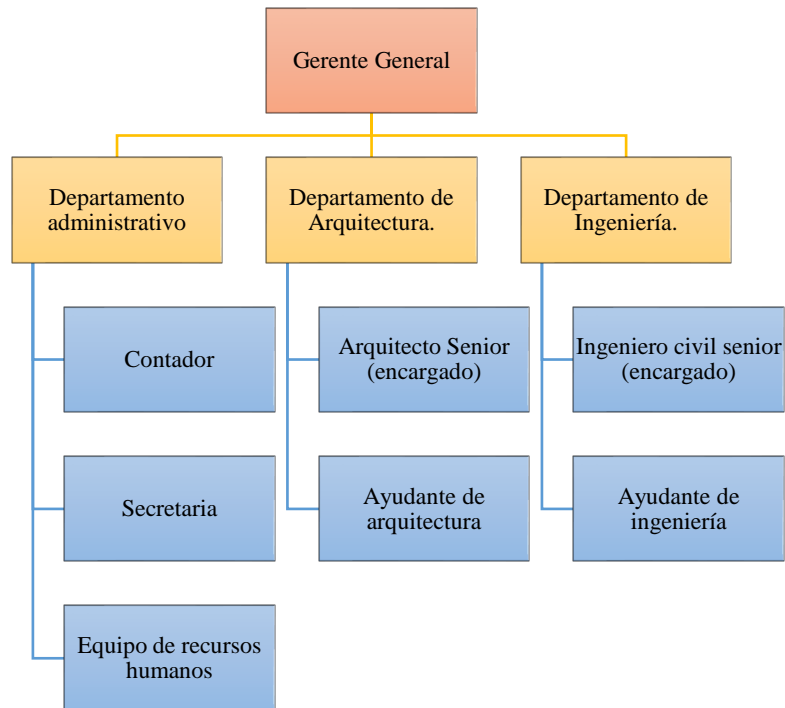 Gerente General
Departamento
administrativo
Departamento de
Arquitectura.
Departamento de
Ingeniería.
Contador
Arquitecto Senior
(encargado)
Ingeniero civil senior
(encargado)
Secretaria
Ayudante de
arquitectura
Ayudante de
ingeniería
Equipo de recursos
humanos